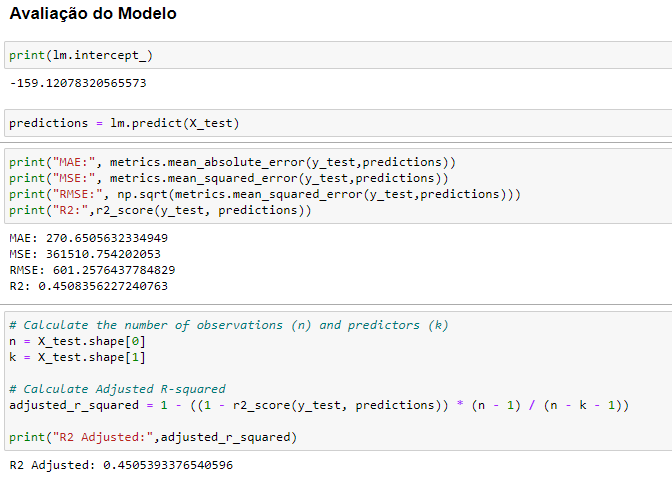 Avaliação do Modelo
print(lm.intercept_)
-159.12078320565573
predictions = lm.predict(X_test)
print("MAE:", metrics.mean_absolute_error(y_test,predictions))
print("MSE:", metrics.mean_squared_error(y_test,predictions))
print("RMSE:", np.sqrt(metrics.mean_squared_error(y_test,predictions)))
print("R2:",r2_score(y_test, predictions))
MAE: 270.6505632334949
MSE: 361510.754202053
RMSE: 601.2576437784829
R2: 0.4508356227240763
# Calculate the number of observations (n) and predictors (k)
n = X_test.shape[0]
k = X_test.shape[1]
# Calculate Adjusted R-squared
adjusted_r_squared = 1 - ((1 - r2_score(y_test, predictions)) * (n - 1) / (n - k - 1))
print("R2 Adjusted:",adjusted_r_squared)
R2 Adjusted: 0.4505393376540596